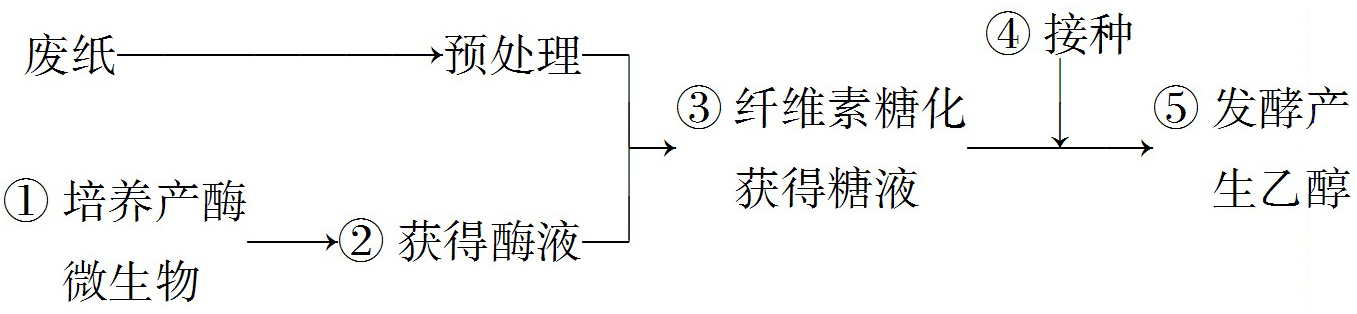 废纸
预处理
① 培养产酶
微生物
② 获得酶液
③ 纤维素糖化
获得糖液
④ 接种
⑤ 发酵产
生乙醇